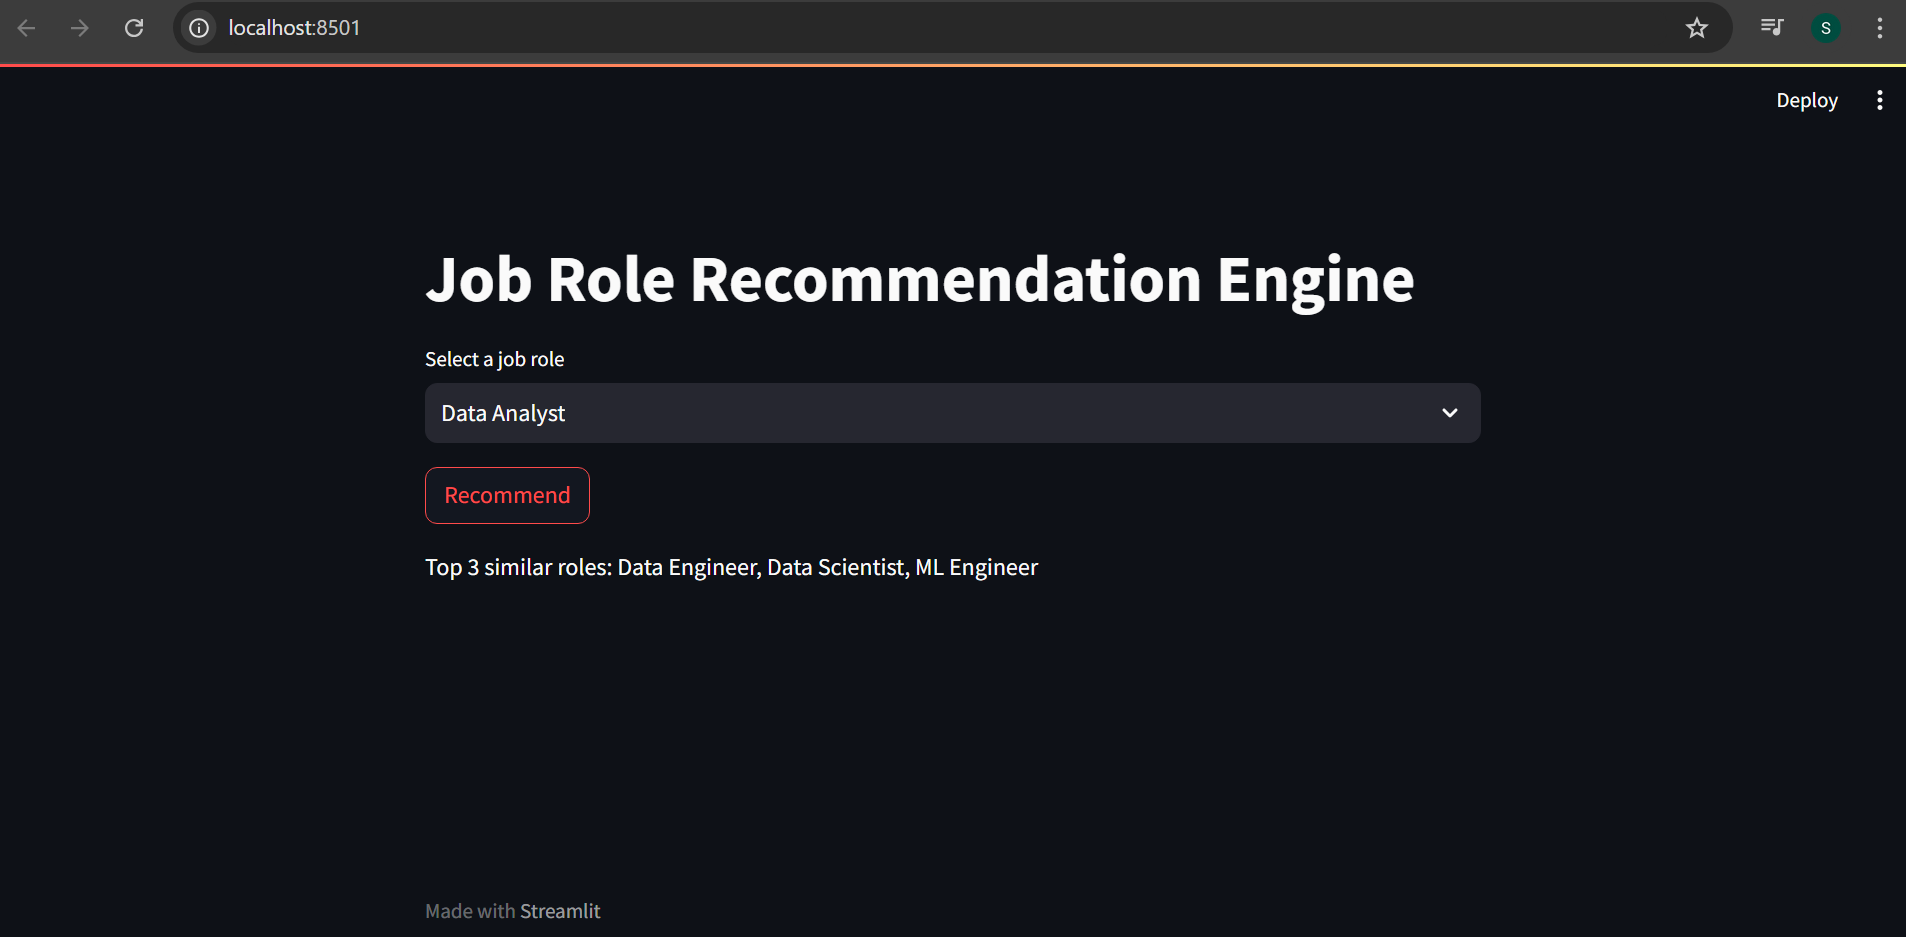 localhost:8501
S
Deploy
Job Role Recommendation Engine
Select a job role
Data Analyst
Recommend
Top 3 similar roles: Data Engineer, Data Scientist, ML Engineer
Made with Streamlit